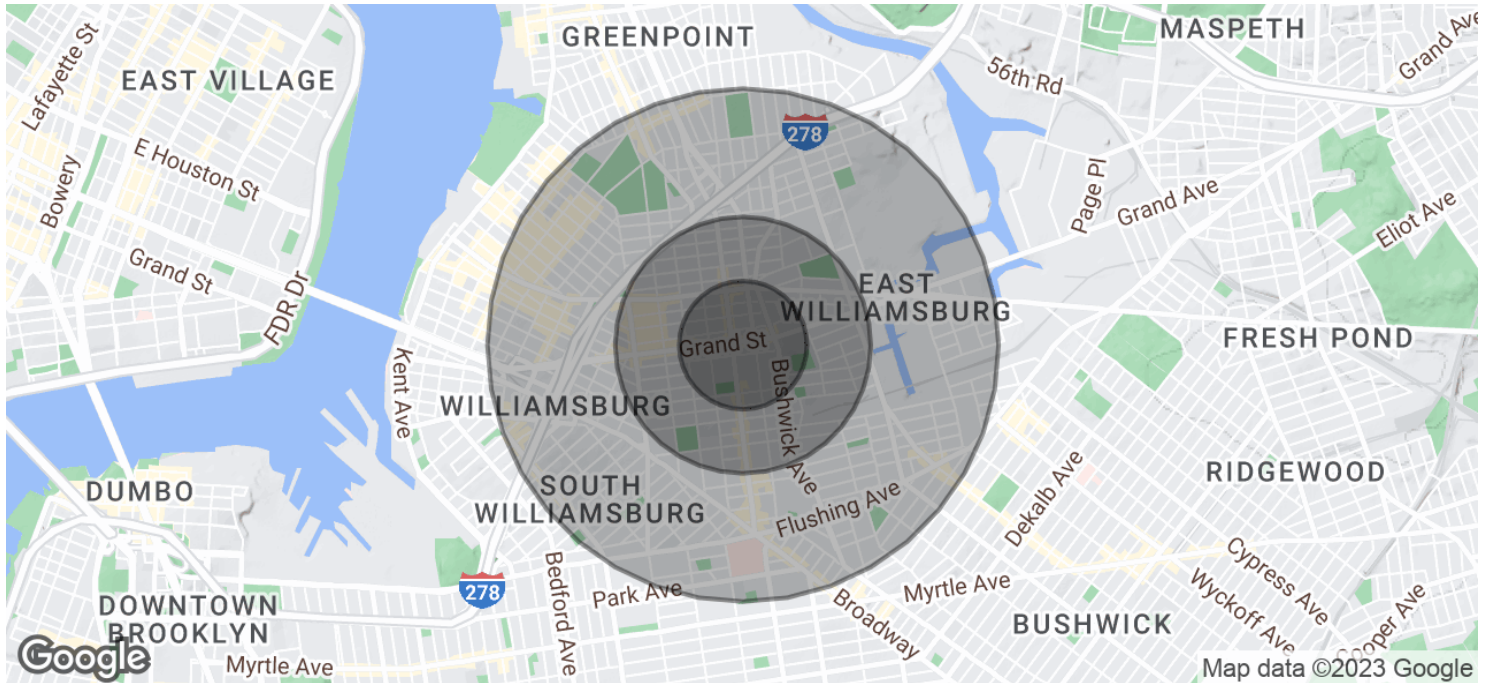 Lafayette St
EAST VILLAGE
GREENPOINT
MASPETH
Grand Ave
56th Rd
278
E Houston St
Bowery
Page Pl
Grand Ave
Eliot Ave
Grand St
FDR Dr
EAST
WILLIAMSBURG
Grand St
FRESH POND
Kent Ave
Bushwick Ave
WILLIAMSBURG
DUMBO
SOUTH
WILLIAMSBURG
Flushing Ave
Dekalb Ave
RIDGEWOOD
278
Bedford Ave
Park Ave
Myrtle Ave
Cypress Ave
Wyckoff Ave
Cooper Ave
DOWNTOWN
BROOKLYN
Broadway
BUSHWICK
Google
Myrtle Ave
Map data ©2023 Google